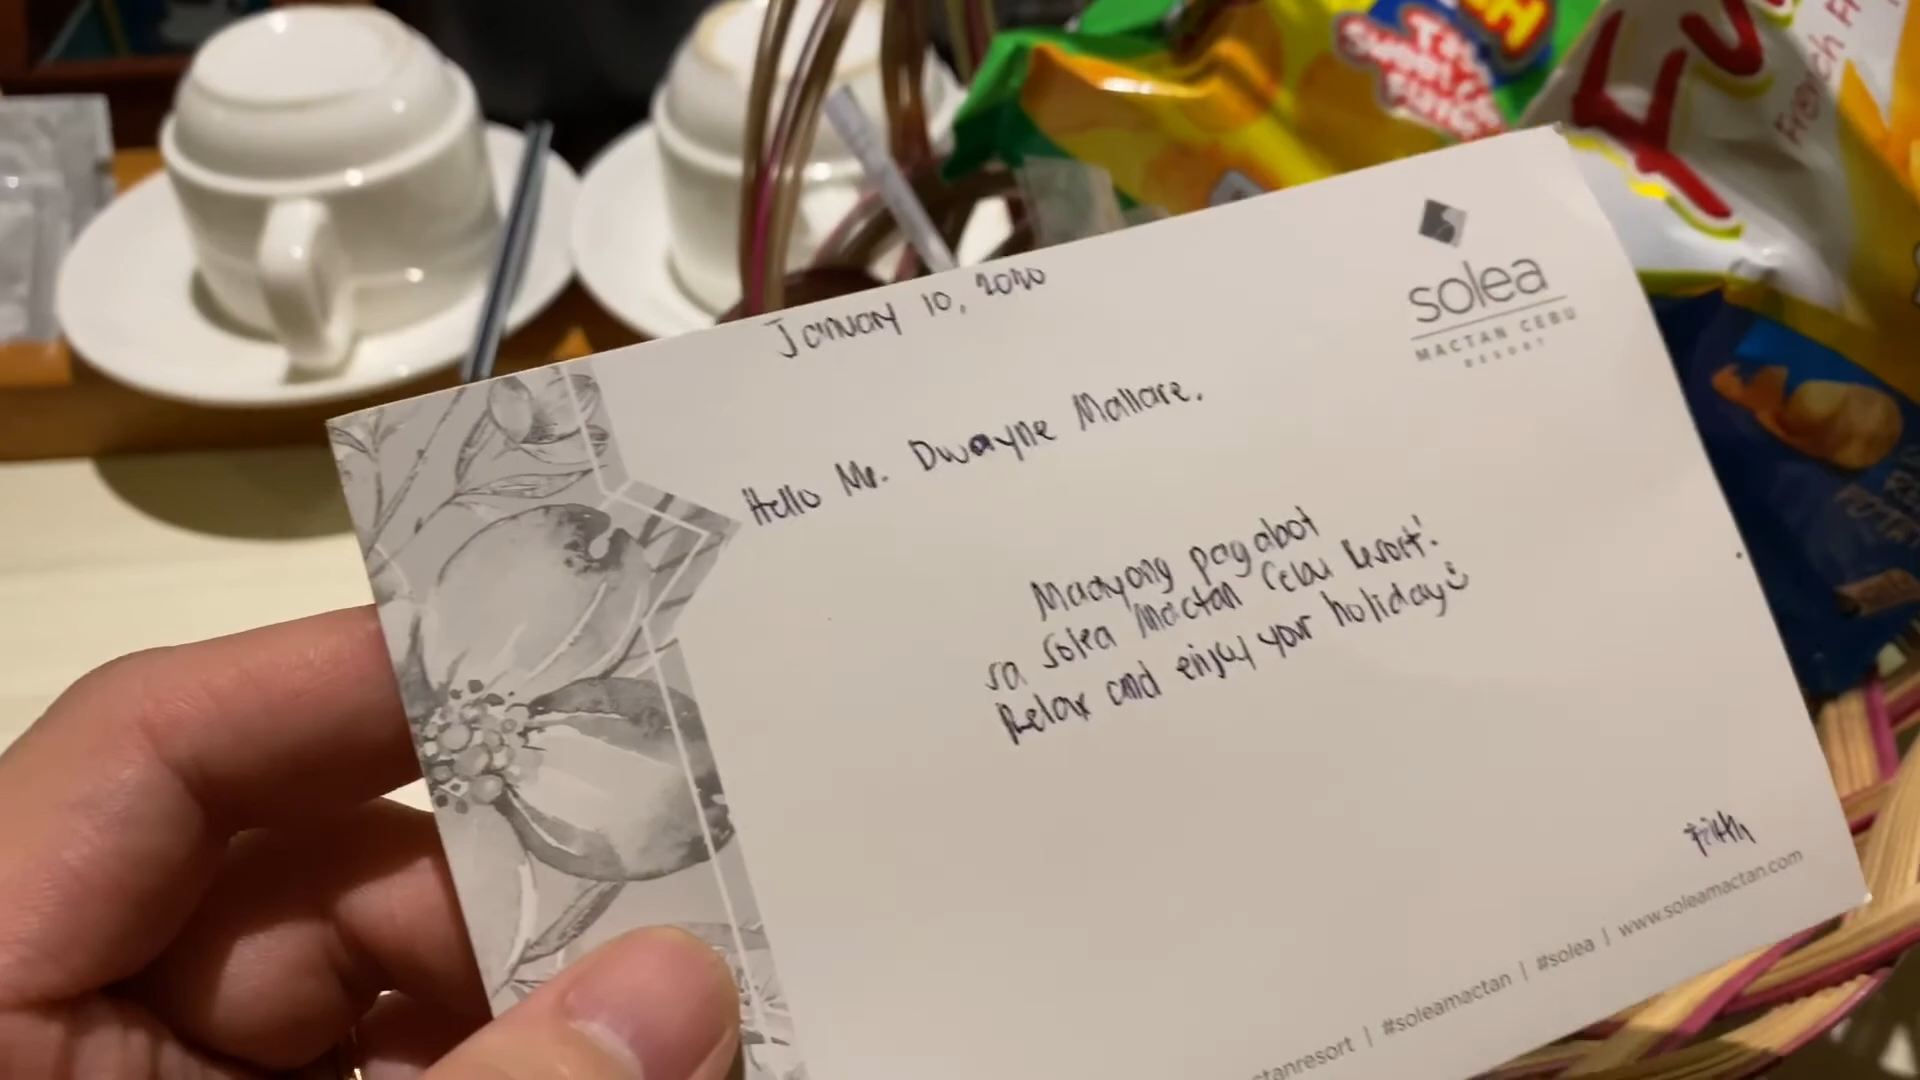 January 10, 2020
solea
MACTAN CEBU
RESORT
Hello Mr. Dwayne Mallare,
Maayong pag abot
sa Solea Mactan Cebu Resort!
Relax and enjoy your holiday
#soleamactan | #solea | www.soleamactan.com
French